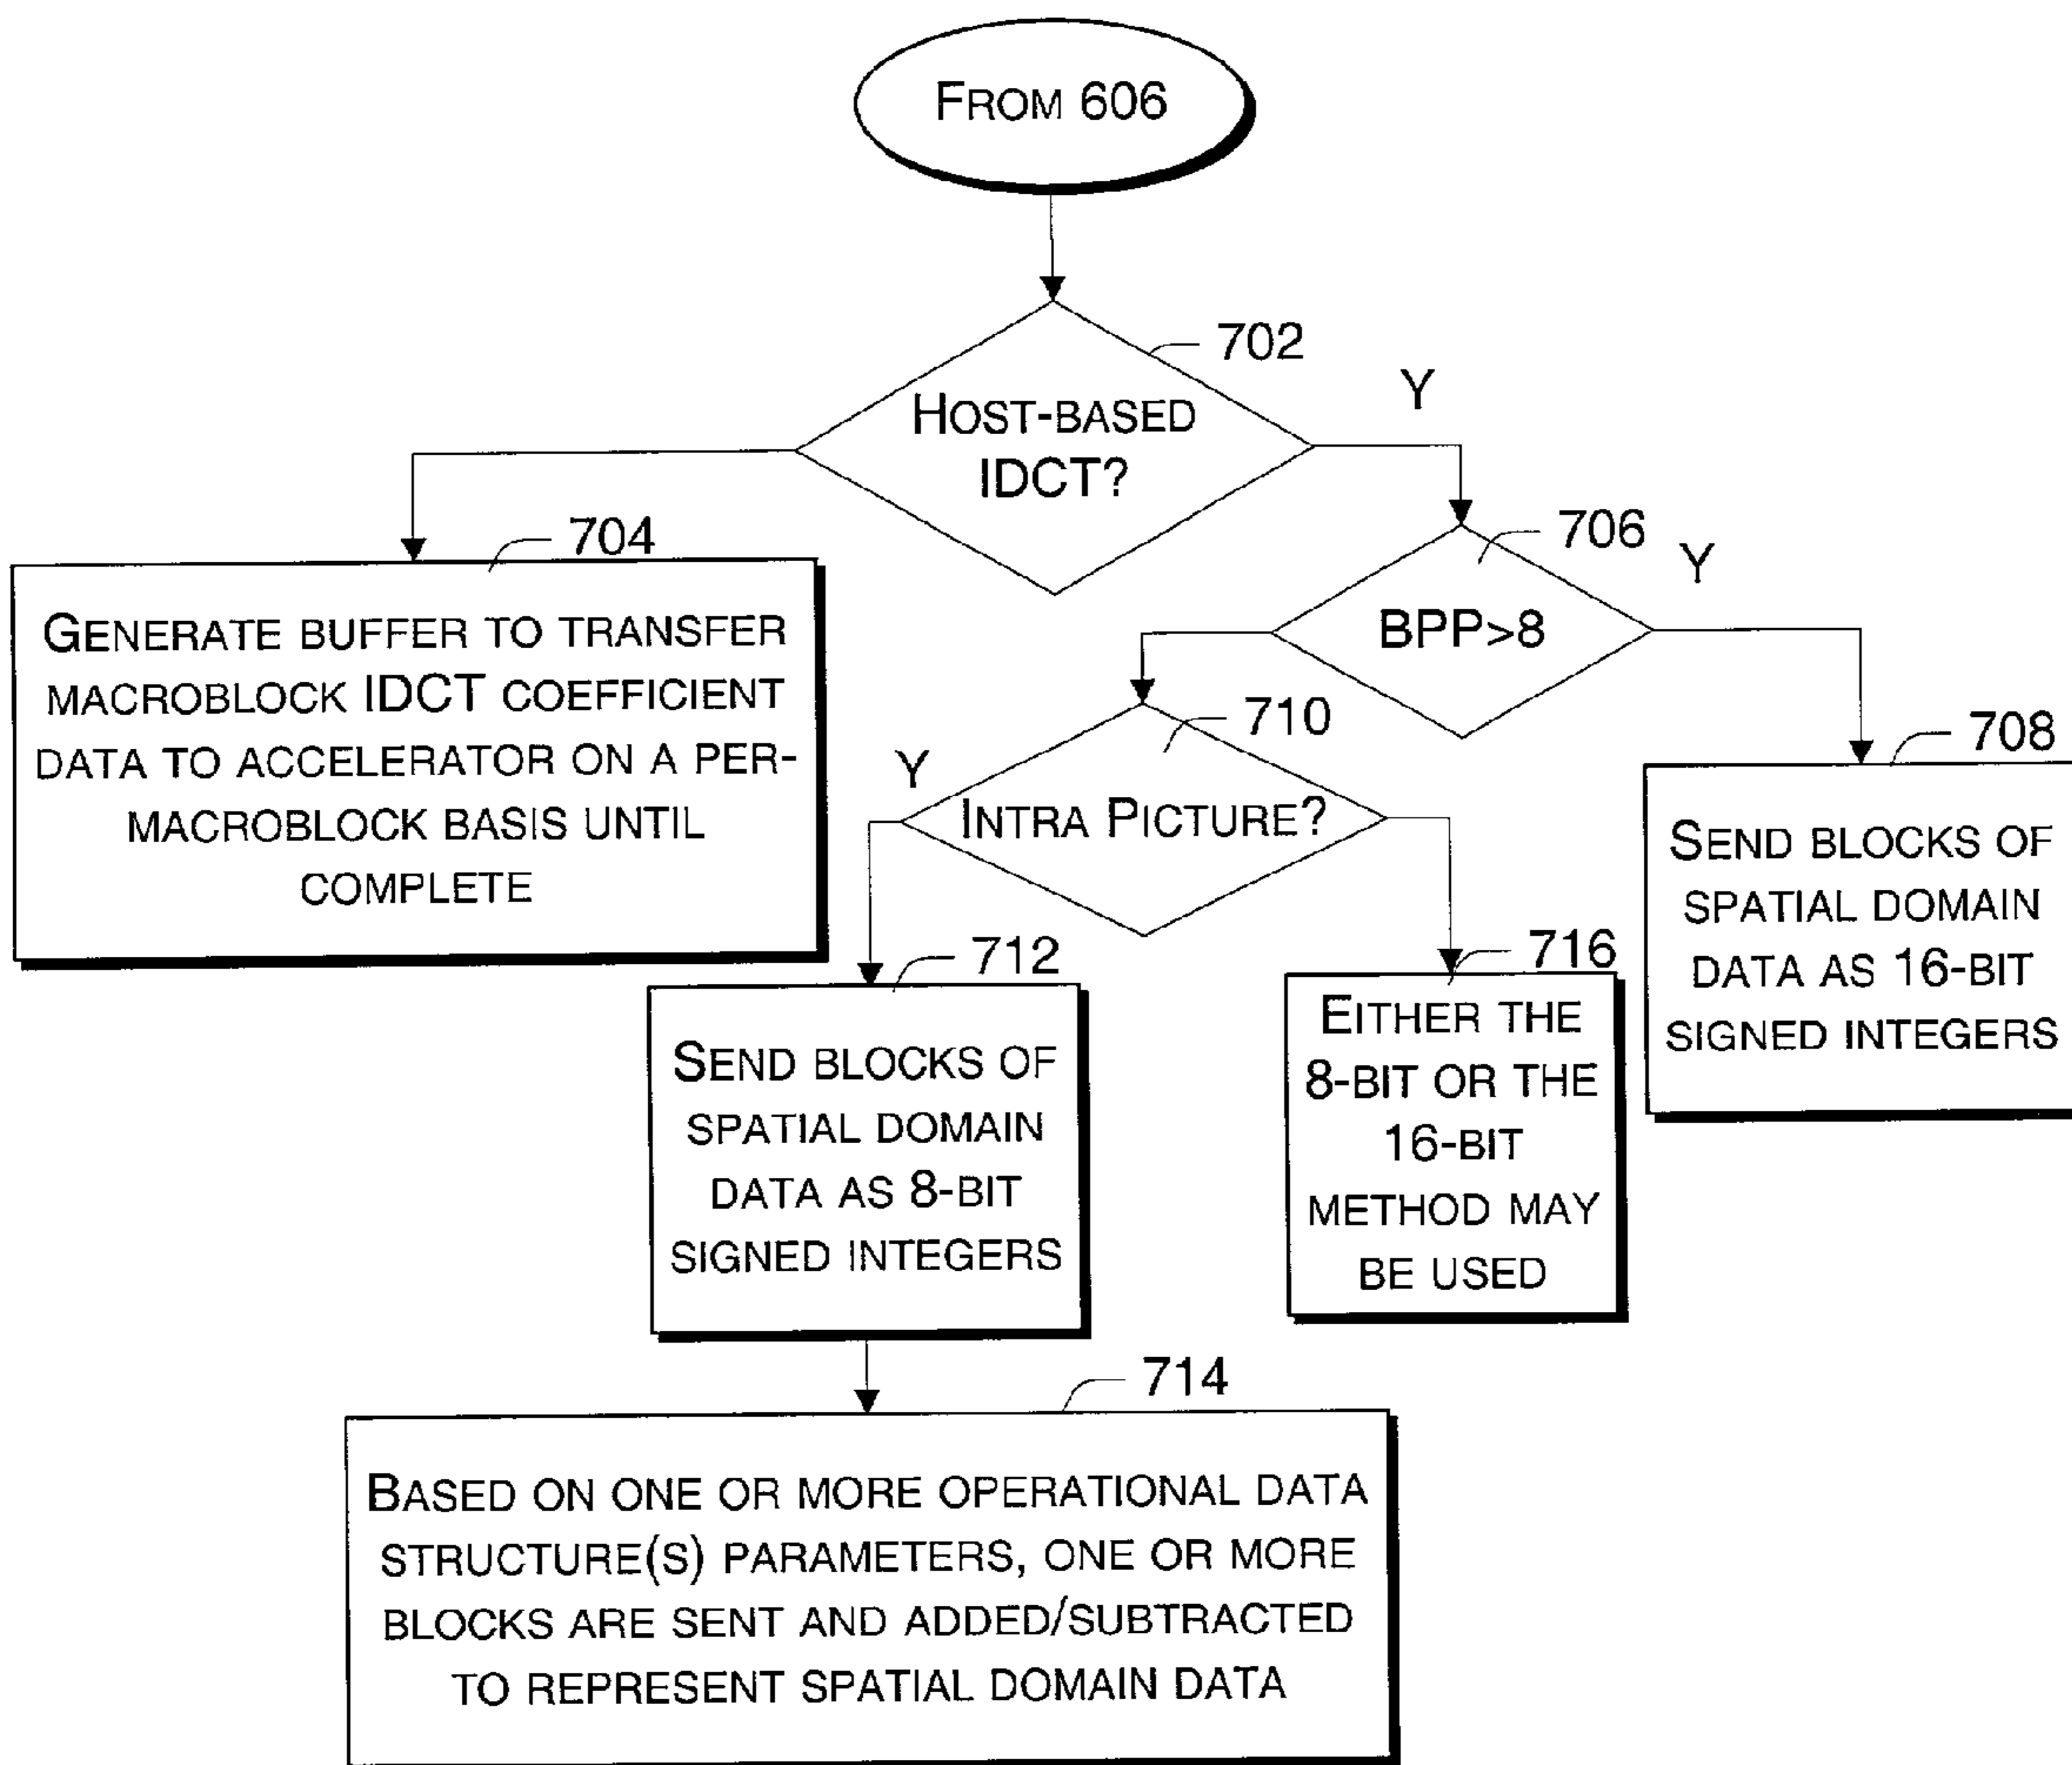 FROM 606
702
Y
HOST-BASED
IDCT?
704
706
Y
GENERATE BUFFER TO TRANSFER
MACROBLOCK IDCT COEFFICIENT
DATA TO ACCELERATOR ON A PER-
MACROBLOCK BASIS UNTIL
COMPLETE
BPP>8
710
Y
INTRA PICTURE?
708
SEND BLOCKS OF
SPATIAL DOMAIN
DATA AS 16-BIT
SIGNED INTEGERS
712
SEND BLOCKS OF
SPATIAL DOMAIN
DATA AS 8-BIT
SIGNED INTEGERS
716
EITHER THE
8-BIT OR THE
16-BIT
METHOD MAY
BE USED
714
BASED ON ONE OR MORE OPERATIONAL DATA
STRUCTURE(S) PARAMETERS, ONE OR MORE
BLOCKS ARE SENT AND ADDED/SUBTRACTED
TO REPRESENT SPATIAL DOMAIN DATA